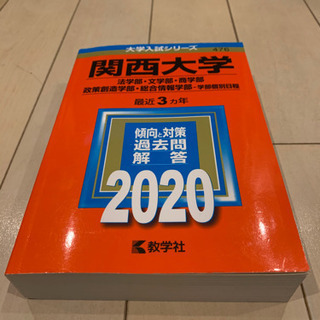 大学入試シリーズ
476
関西大学
法学部・文学部・商学部
政策創造学部・総合情報学部-学部個別日程
最近3カ年
傾向と対策
過去問
解答
2020
教学社